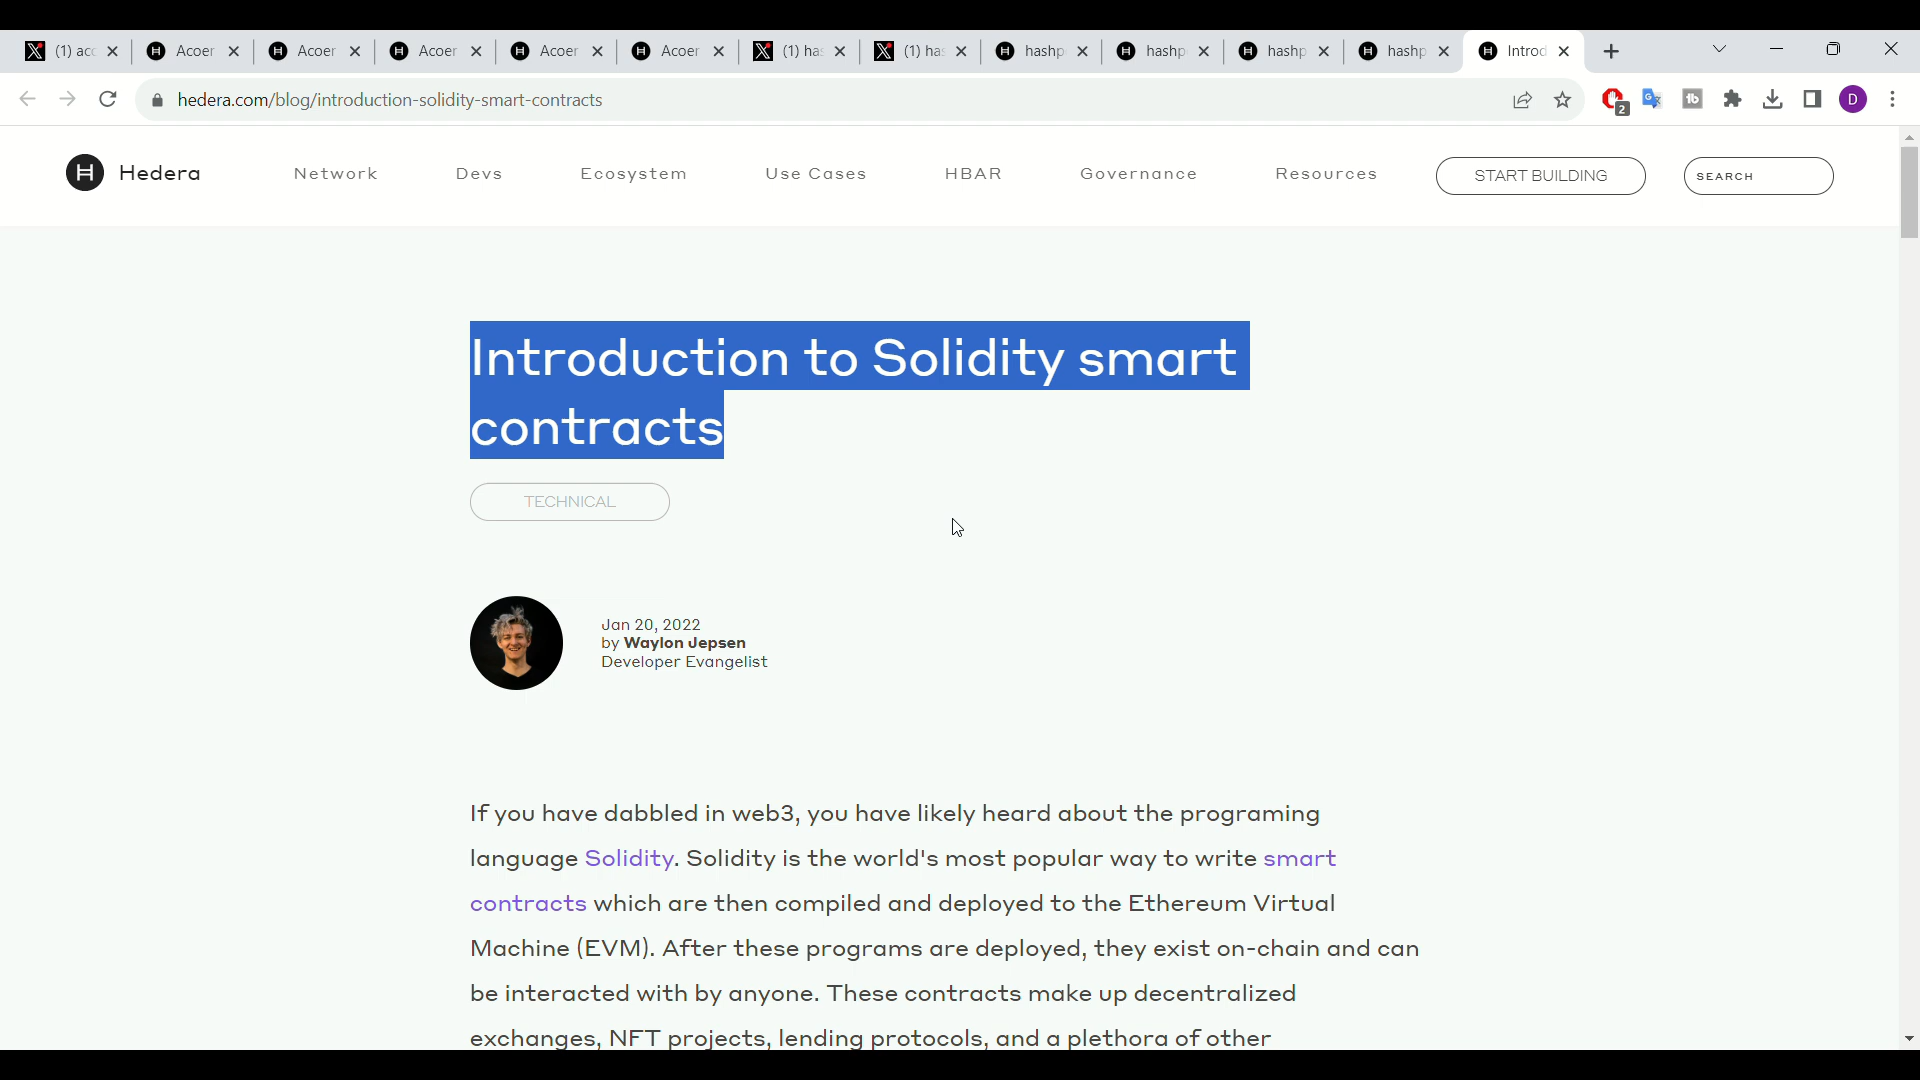 (1) ac
Acoer
Acoer
Acoer
Acoer
Acoer
(1) has
(1) has
hashp
hashp
hashp
hashp
Introd
hedera.com/blog/introduction-solidity-smart-contracts
2
D
H Hedera
Network
Devs
Ecosystem
Use Cases
HBAR
Governance
Resources
START BUILDING
SEARCH
Introduction to Solidity smart
contracts
TECHNICAL
Jan 20, 2022
by Waylon Jepsen
Developer Evangelist
If you have dabbled in web3, you have likely heard about the programing
language Solidity. Solidity is the world's most popular way to write smart
contracts which are then compiled and deployed to the Ethereum Virtual
Machine (EVM). After these programs are deployed, they exist on-chain and can
be interacted with by anyone. These contracts make up decentralized
exchanges, NFT projects, lending protocols, and a plethora of other